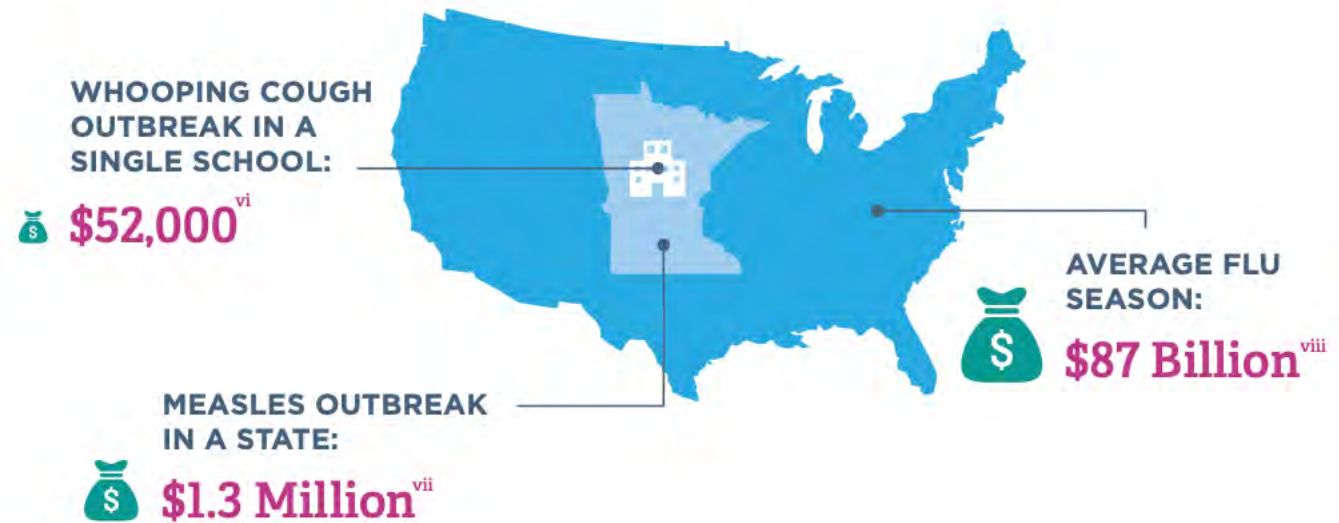 WHOOPING COUGH
OUTBREAK IN A
SINGLE SCHOOL:
$ $52,000vi
AVERAGE FLU
SEASON:
$ $87 Billionviii
MEASLES OUTBREAK
IN A STATE:
$ $1.3 Millionvii